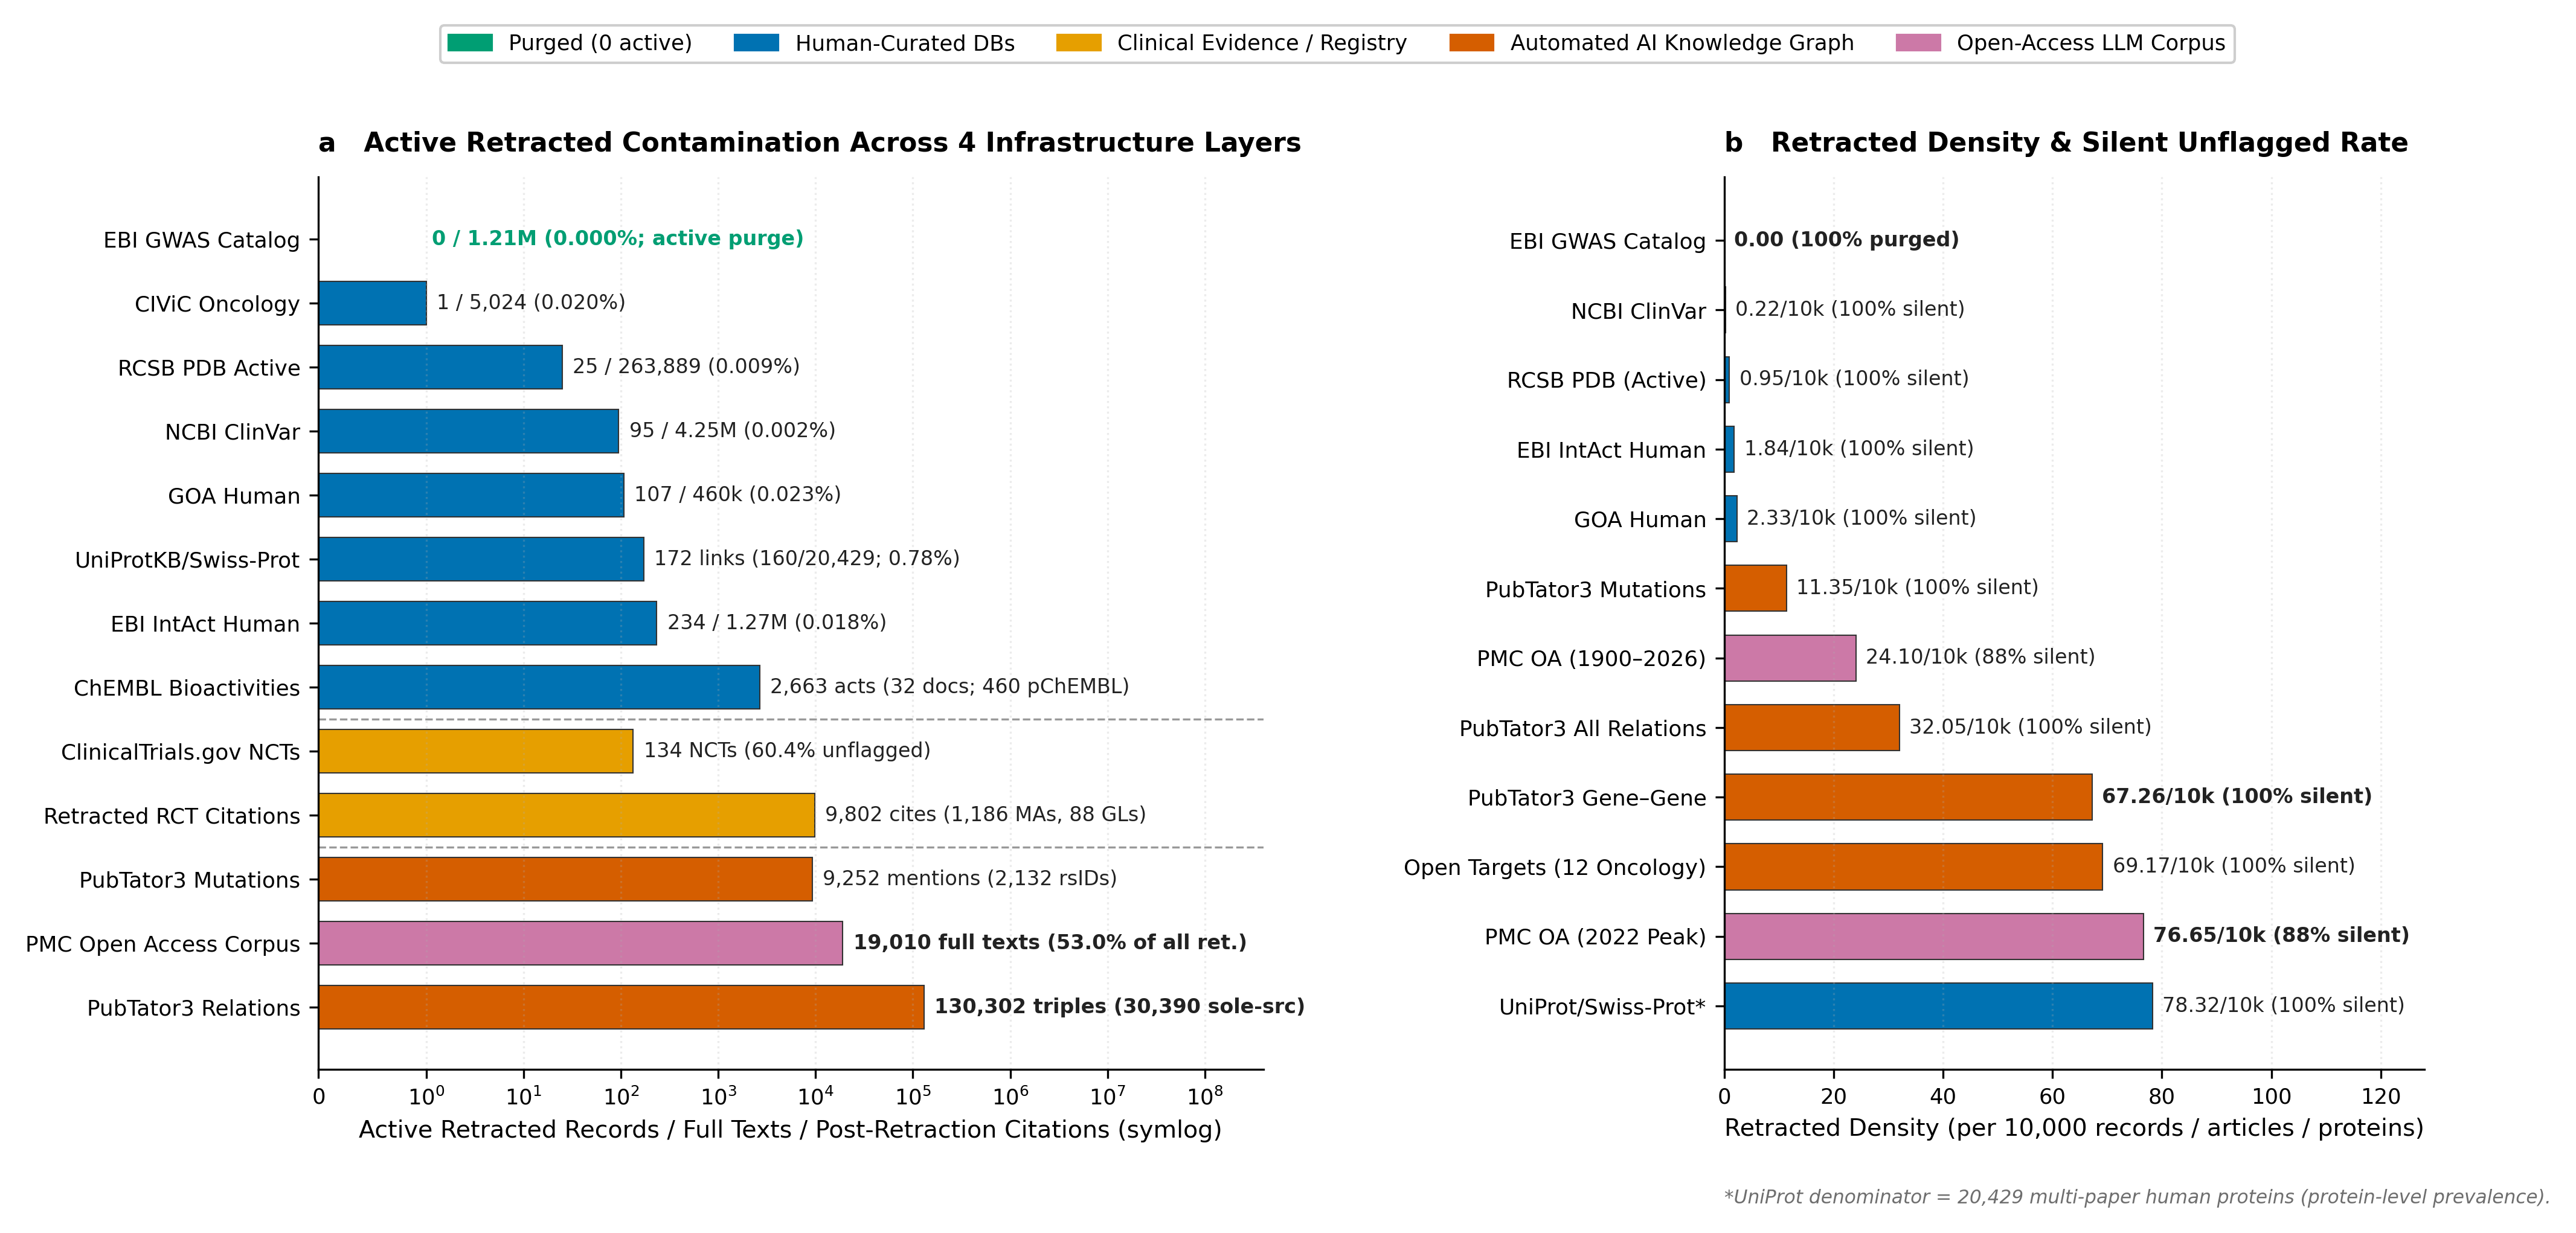 Purged (0 active)
Human-Curated DBs
Clinical Evidence / Registry
Automated AI Knowledge Graph
Open-Access LLM Corpus
a Active Retracted Contamination Across 4 Infrastructure Layers
EBI GWAS Catalog 0 / 1.21M (0.000%; active purge)
CIViC Oncology 1 / 5,024 (0.020%)
RCSB PDB Active 25 / 263,889 (0.009%)
NCBI ClinVar 95 / 4.25M (0.002%)
GOA Human 107 / 460k (0.023%)
UniProtKB/Swiss-Prot 172 links (160/20,429; 0.78%)
EBI IntAct Human 234 / 1.27M (0.018%)
ChEMBL Bioactivities 2,663 acts (32 docs; 460 pChEMBL)
ClinicalTrials.gov NCTs 134 NCTs (60.4% unflagged)
Retracted RCT Citations 9,802 cites (1,186 MAs, 88 GLs)
PubTator3 Mutations 9,252 mentions (2,132 rsIDs)
PMC Open Access Corpus 19,010 full texts (53.0% of all ret.)
PubTator3 Relations 130,302 triples (30,390 sole-src)
0 10⁰ 10¹ 10² 10³ 10⁴ 10⁵ 10⁶ 10⁷ 10⁸
Active Retracted Records / Full Texts / Post-Retraction Citations (symlog)
b Retracted Density & Silent Unflagged Rate
EBI GWAS Catalog 0.00 (100% purged)
NCBI ClinVar 0.22/10k (100% silent)
RCSB PDB (Active) 0.95/10k (100% silent)
EBI IntAct Human 1.84/10k (100% silent)
GOA Human 2.33/10k (100% silent)
PubTator3 Mutations 11.35/10k (100% silent)
PMC OA (1900–2026) 24.10/10k (88% silent)
PubTator3 All Relations 32.05/10k (100% silent)
PubTator3 Gene–Gene 67.26/10k (100% silent)
Open Targets (12 Oncology) 69.17/10k (100% silent)
PMC OA (2022 Peak) 76.65/10k (88% silent)
UniProt/Swiss-Prot* 78.32/10k (100% silent)
0 20 40 60 80 100 120
Retracted Density (per 10,000 records / articles / proteins)
*UniProt denominator = 20,429 multi-paper human proteins (protein-level prevalence).